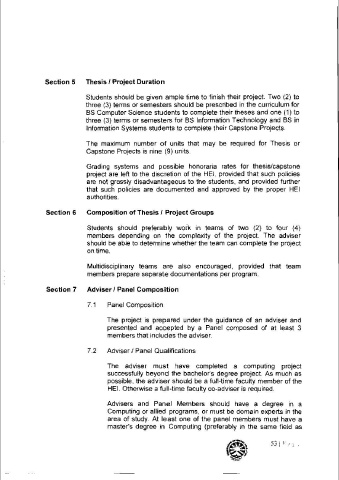 Section 5 Thesis / Project Duration
Students should be given ample time to finish their project. Two (2) to
three (3) terms or semesters should be prescribed in the curriculum for
BS Computer Science students to complete their theses and one (1) to
three (3) terms or semesters for BS Information Technology and BS in
Information Systems students to complete their Capstone Projects.
The maximum number of units that may be required for Thesis or
Capstone Projects is nine (9) units.
Grading systems and possible honoraria rates for thesis/capstone
project are left to the discretion of the HEI, provided that such policies
are not grossly disadvantageous to the students, and provided further
that such policies are documented and approved by the proper HEI
authorities.
Section 6 Composition of Thesis / Project Groups
Students should preferably work in teams of two (2) to four (4)
members depending on the complexity of the project. The adviser
should be able to determine whether the team can complete the project
on time.
Multidisciplinary teams are also encouraged, provided that team
members prepare separate documentations per program.
Section 7 Adviser / Panel Composition
7.1 Panel Composition
The project is prepared under the guidance of an adviser and
presented and accepted by a Panel composed of at least 3
members that includes the adviser.
7.2 Adviser / Panel Qualifications
The adviser must have completed a computing project
successfully beyond the bachelor's degree project. As much as
possible, the adviser should be a full-time faculty member of the
HEI. Otherwise a full-time faculty co-adviser is required.
Advisers and Panel Members should have a degree in a
Computing or allied programs, or must be domain experts in the
area of study. At least one of the panel members must have a
master's degree in Computing (preferably in the same field as
53 |